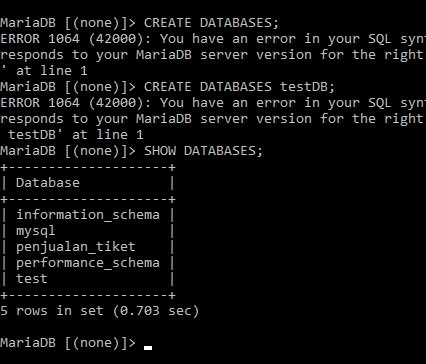 MariaDB [(none)]> CREATE DATABASES;
ERROR 1064 (42000): You have an error in your SQL syn
responds to your MariaDB server version for the right
' at line 1
MariaDB [(none)]> CREATE DATABASES testDB;
ERROR 1064 (42000): You have an error in your SQL syn
responds to your MariaDB server version for the right
 testDB' at line 1
MariaDB [(none)]> SHOW DATABASES;
+--------------------+
| Database           |
+--------------------+
| information_schema |
| mysql              |
| penjualan_tiket    |
| performance_schema |
| test               |
+--------------------+
5 rows in set (0.703 sec)

MariaDB [(none)]>